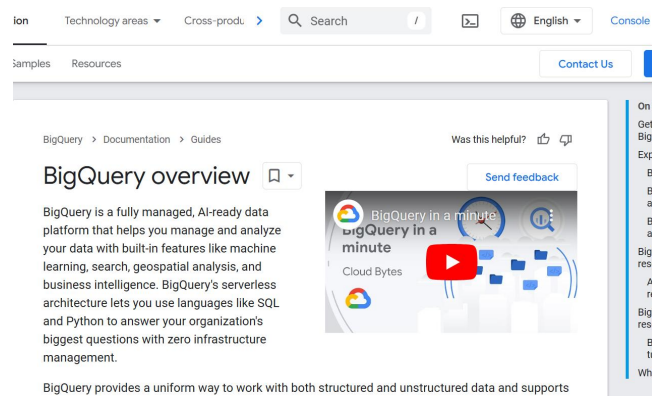 Technology areas
Search
/
English
Console
Samples
Resources
Contact Us
BigQuery > Documentation > Guides
Was this helpful?
BigQuery overview
Send feedback
BigQuery is a fully managed, AI-ready data
platform that helps you manage and analyze
your data with built-in features like machine
learning, search, geospatial analysis, and
business intelligence. BigQuery's serverless
architecture lets you use languages like SQL
and Python to answer your organization's
biggest questions with zero infrastructure
management.
BigQuery in a minute
BigQuery in a
minute
Cloud Bytes
BigQuery provides a uniform way to work with both structured and unstructured data and supports
On
Get
Big
Exp
B
B
a
B
a
Big
res
A
re
Big
res
B
Wh